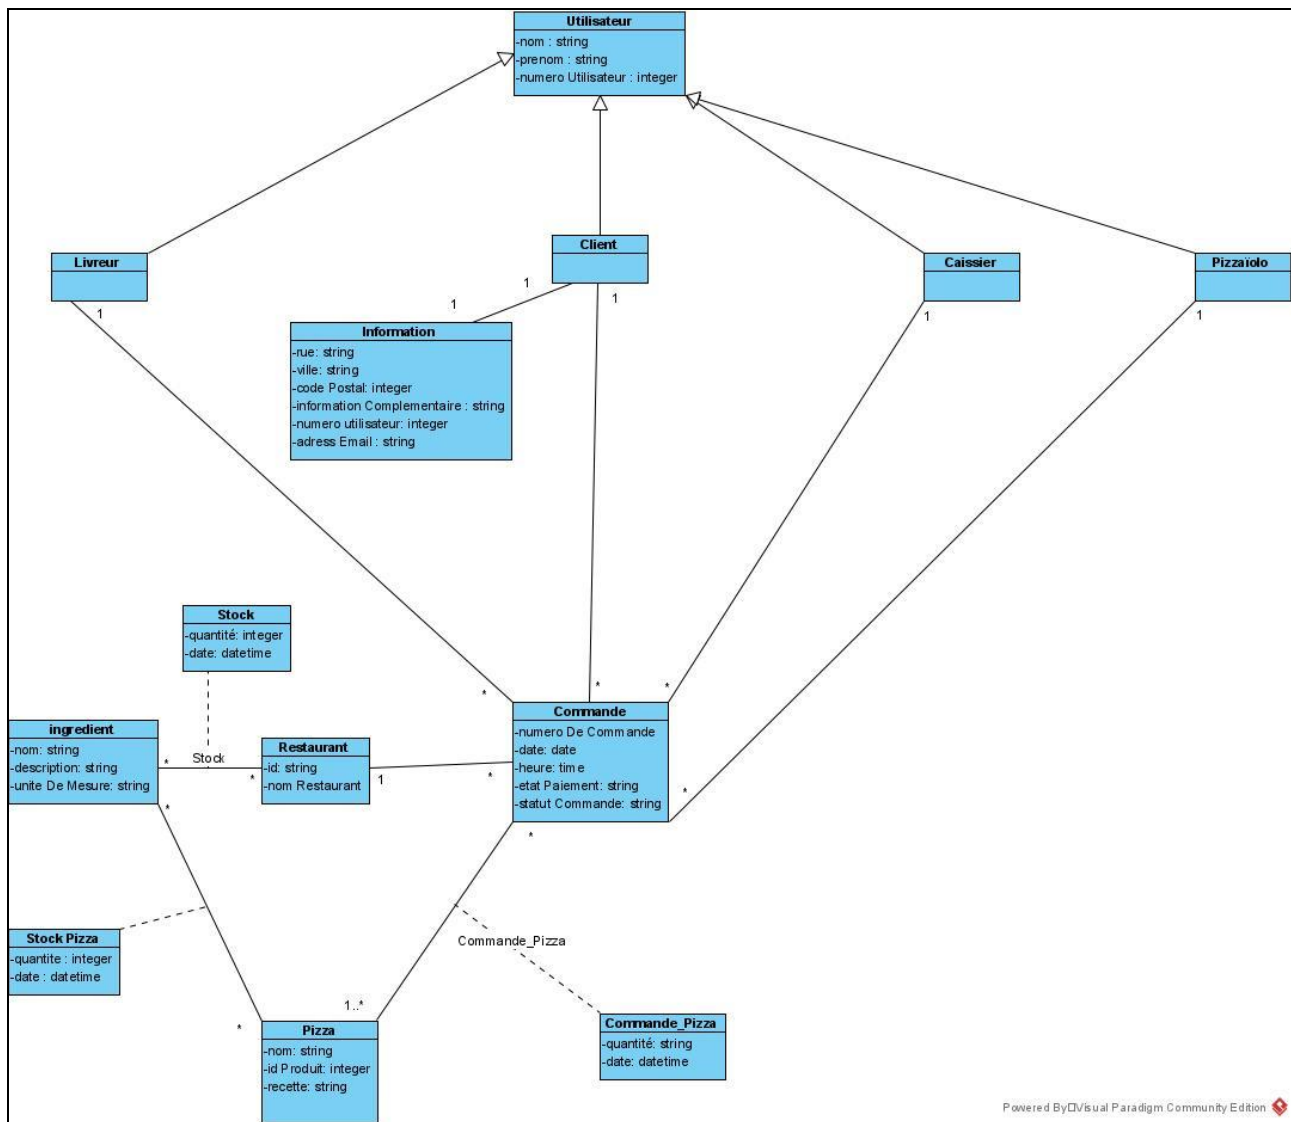 Utilisateur
-nom : string
-prenom : string
-numero Utilisateur : integer
Livreur
Client
Caissier
Pizzaïolo
1
1
1
1
1
1
Information
-rue: string
-ville: string
-code Postal: integer
-information Complementaire : string
-numero utilisateur: integer
-adress Email : string
Stock
-quantité: integer
-date: datetime
*
*
*
*
ingredient
-nom: string
-description: string
-unite De Mesure: string
*
Stock
*
Restaurant
-id: string
-nom Restaurant
1
*
Commande
-numero De Commande
-date: date
-heure: time
-etat Paiement: string
-statut Commande: string
*
*
Stock Pizza
-quantite : integer
-date : datetime
Commande_Pizza
*
1..*
Pizza
-nom: string
-id Produit: integer
-recette: string
Commande_Pizza
-quantité: string
-date: datetime
Powered By□Visual Paradigm Community Edition